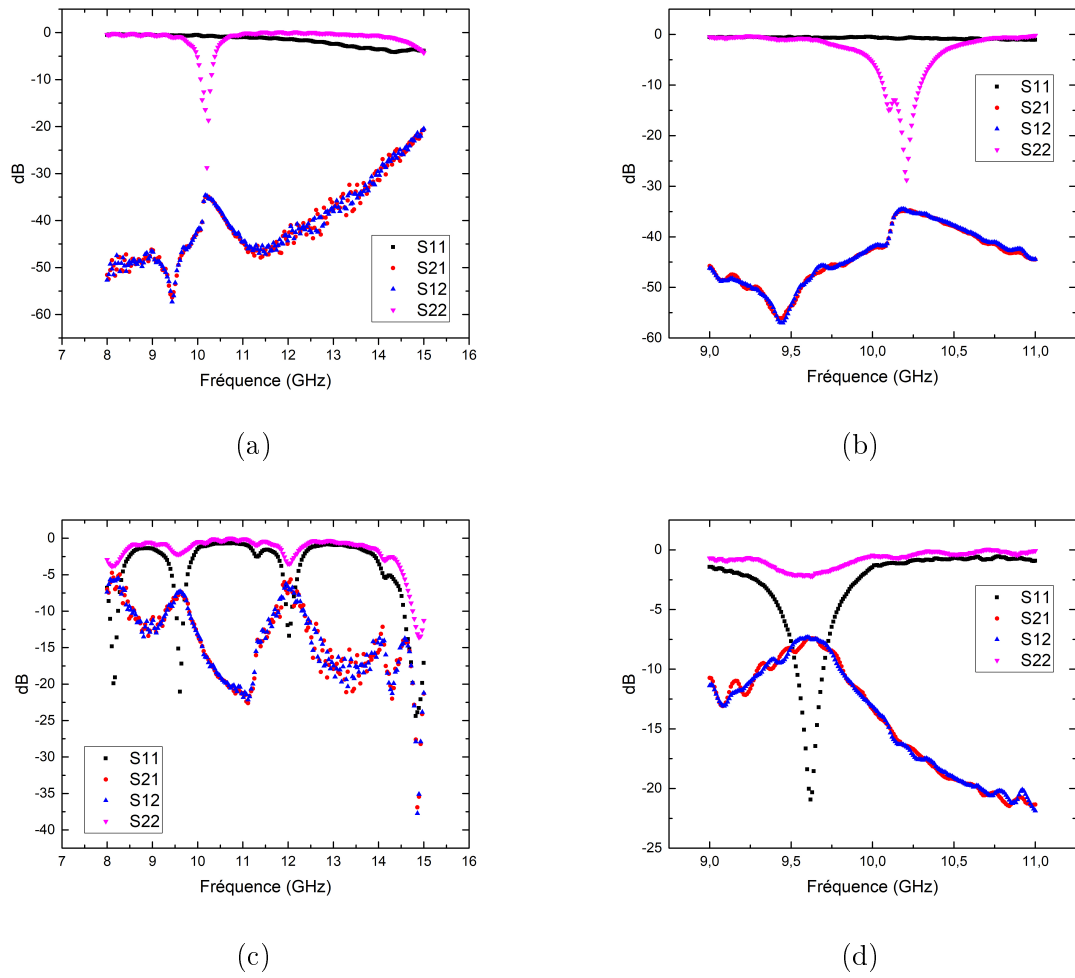 0
-10
-20
-30
-40
-50
-60
dB
7 8 9 10 11 12 13 14 15 16
Fréquence (GHz)
S11
S21
S12
S22
(a)
0
-10
-20
-30
-40
-50
-60
dB
9,0 9,5 10,0 10,5 11,0
Fréquence (GHz)
S11
S21
S12
S22
(b)
0
-5
-10
-15
-20
-25
-30
-35
-40
dB
7 8 9 10 11 12 13 14 15 16
Fréquence (GHz)
S11
S21
S12
S22
(c)
0
-5
-10
-15
-20
-25
dB
9,0 9,5 10,0 10,5 11,0
Fréquence (GHz)
S11
S21
S12
S22
(d)